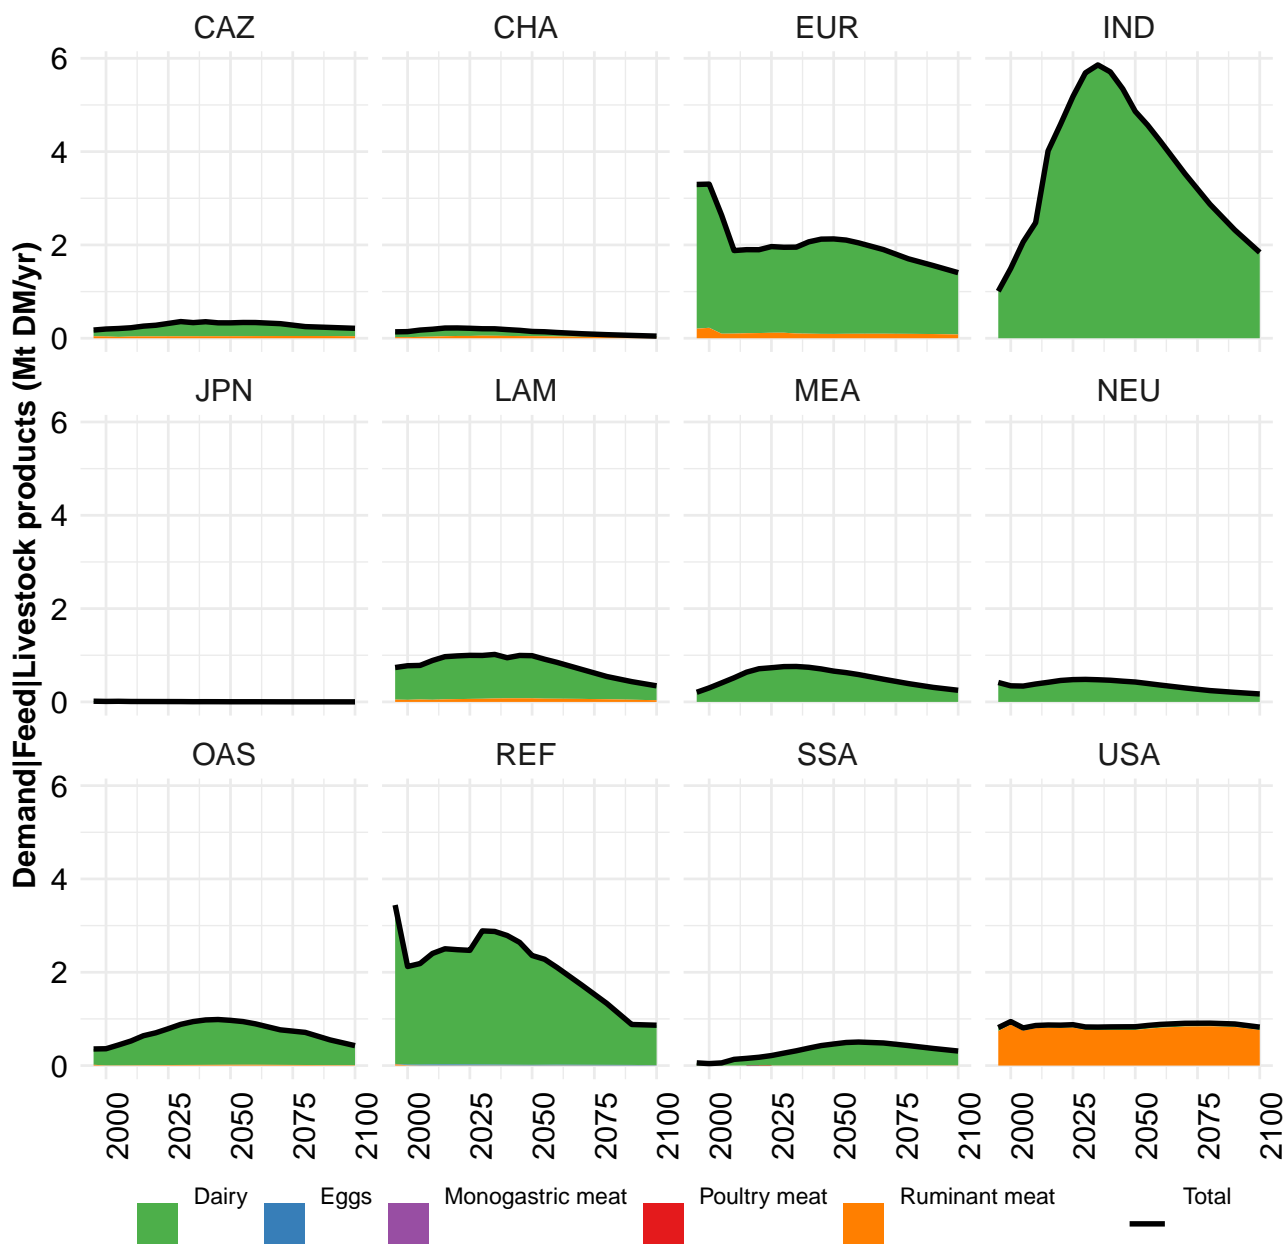 CAZ CHA EUR IND
6
4
2
0
JPN LAM MEA NEU
6
4
2
0
OAS REF SSA USA
6
4
2
0
Demand|Feed|Livestock products (Mt DM/yr)
2000 2025 2050 2075 2100 2000 2025 2050 2075 2100 2000 2025 2050 2075 2100 2000 2025 2050 2075 2100
Dairy Eggs Monogastric meat Poultry meat Ruminant meat Total